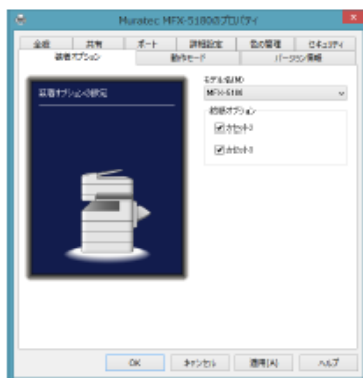 Muratec MFX-5180のプロパティ
全般 共有 ポート 詳細設定 色の管理 セキュリティ
装着オプション 動作モード バージョン情報
装着オプションの設定
モデル名(M)
MFX-5180
給紙オプション
カセット2
カセット3
OK キャンセル 適用(A) ヘルプ